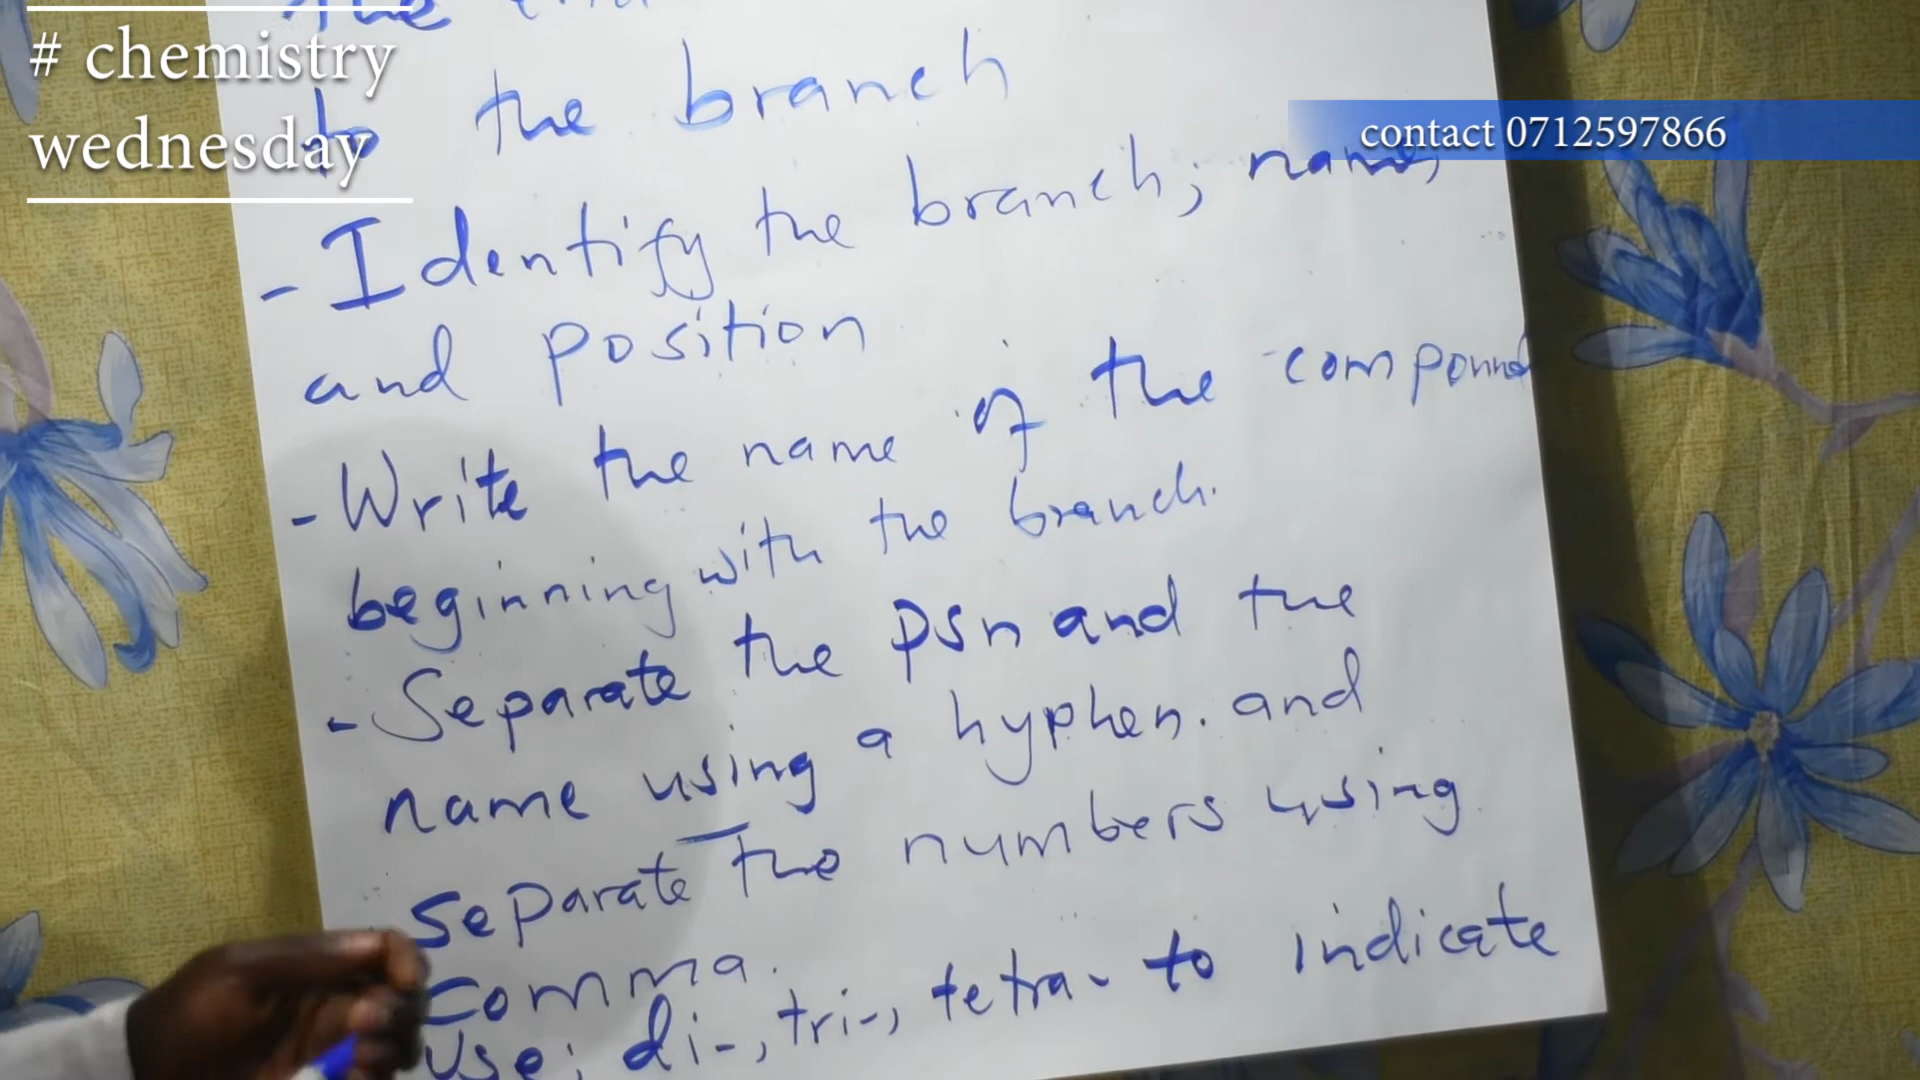 # chemistry
wednesday
contact 0712597866
the
to the branch
- Identify the branch; name,
and position
- Write the name of the compound
beginning with the branch.
- Separate the psn and the
name using a hyphen. and
separate the numbers using
comma.
Use: di-, tri-, tetra- to indicate